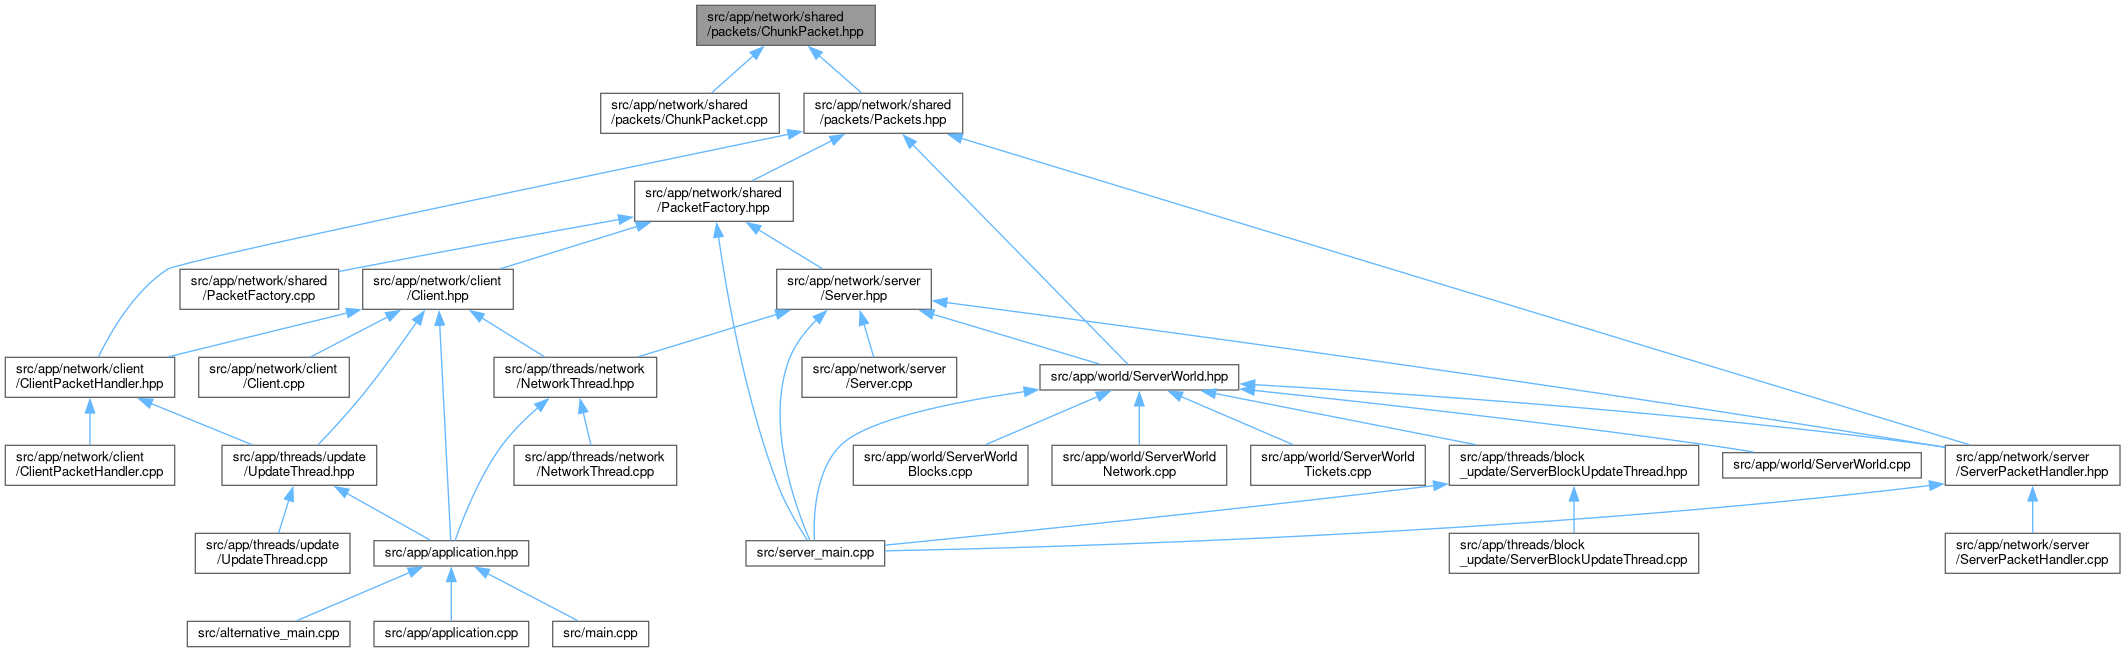 src/app/network/shared
/packets/ChunkPacket.hpp
src/app/network/shared
/packets/ChunkPacket.cpp
src/app/network/shared
/packets/Packets.hpp
src/app/network/shared
/PacketFactory.hpp
src/app/network/shared
/PacketFactory.cpp
src/app/network/client
/Client.hpp
src/app/network/server
/Server.hpp
src/app/network/client
/ClientPacketHandler.hpp
src/app/network/client
/Client.cpp
src/app/threads/network
/NetworkThread.hpp
src/app/network/server
/Server.cpp
src/app/world/ServerWorld.hpp
src/app/network/client
/ClientPacketHandler.cpp
src/app/threads/update
/UpdateThread.hpp
src/app/threads/network
/NetworkThread.cpp
src/app/world/ServerWorld
Blocks.cpp
src/app/world/ServerWorld
Network.cpp
src/app/world/ServerWorld
Tickets.cpp
src/app/threads/block
_update/ServerBlockUpdateThread.hpp
src/app/world/ServerWorld.cpp
src/app/network/server
/ServerPacketHandler.hpp
src/app/threads/update
/UpdateThread.cpp
src/app/application.hpp
src/server_main.cpp
src/app/threads/block
_update/ServerBlockUpdateThread.cpp
src/app/network/server
/ServerPacketHandler.cpp
src/alternative_main.cpp
src/app/application.cpp
src/main.cpp